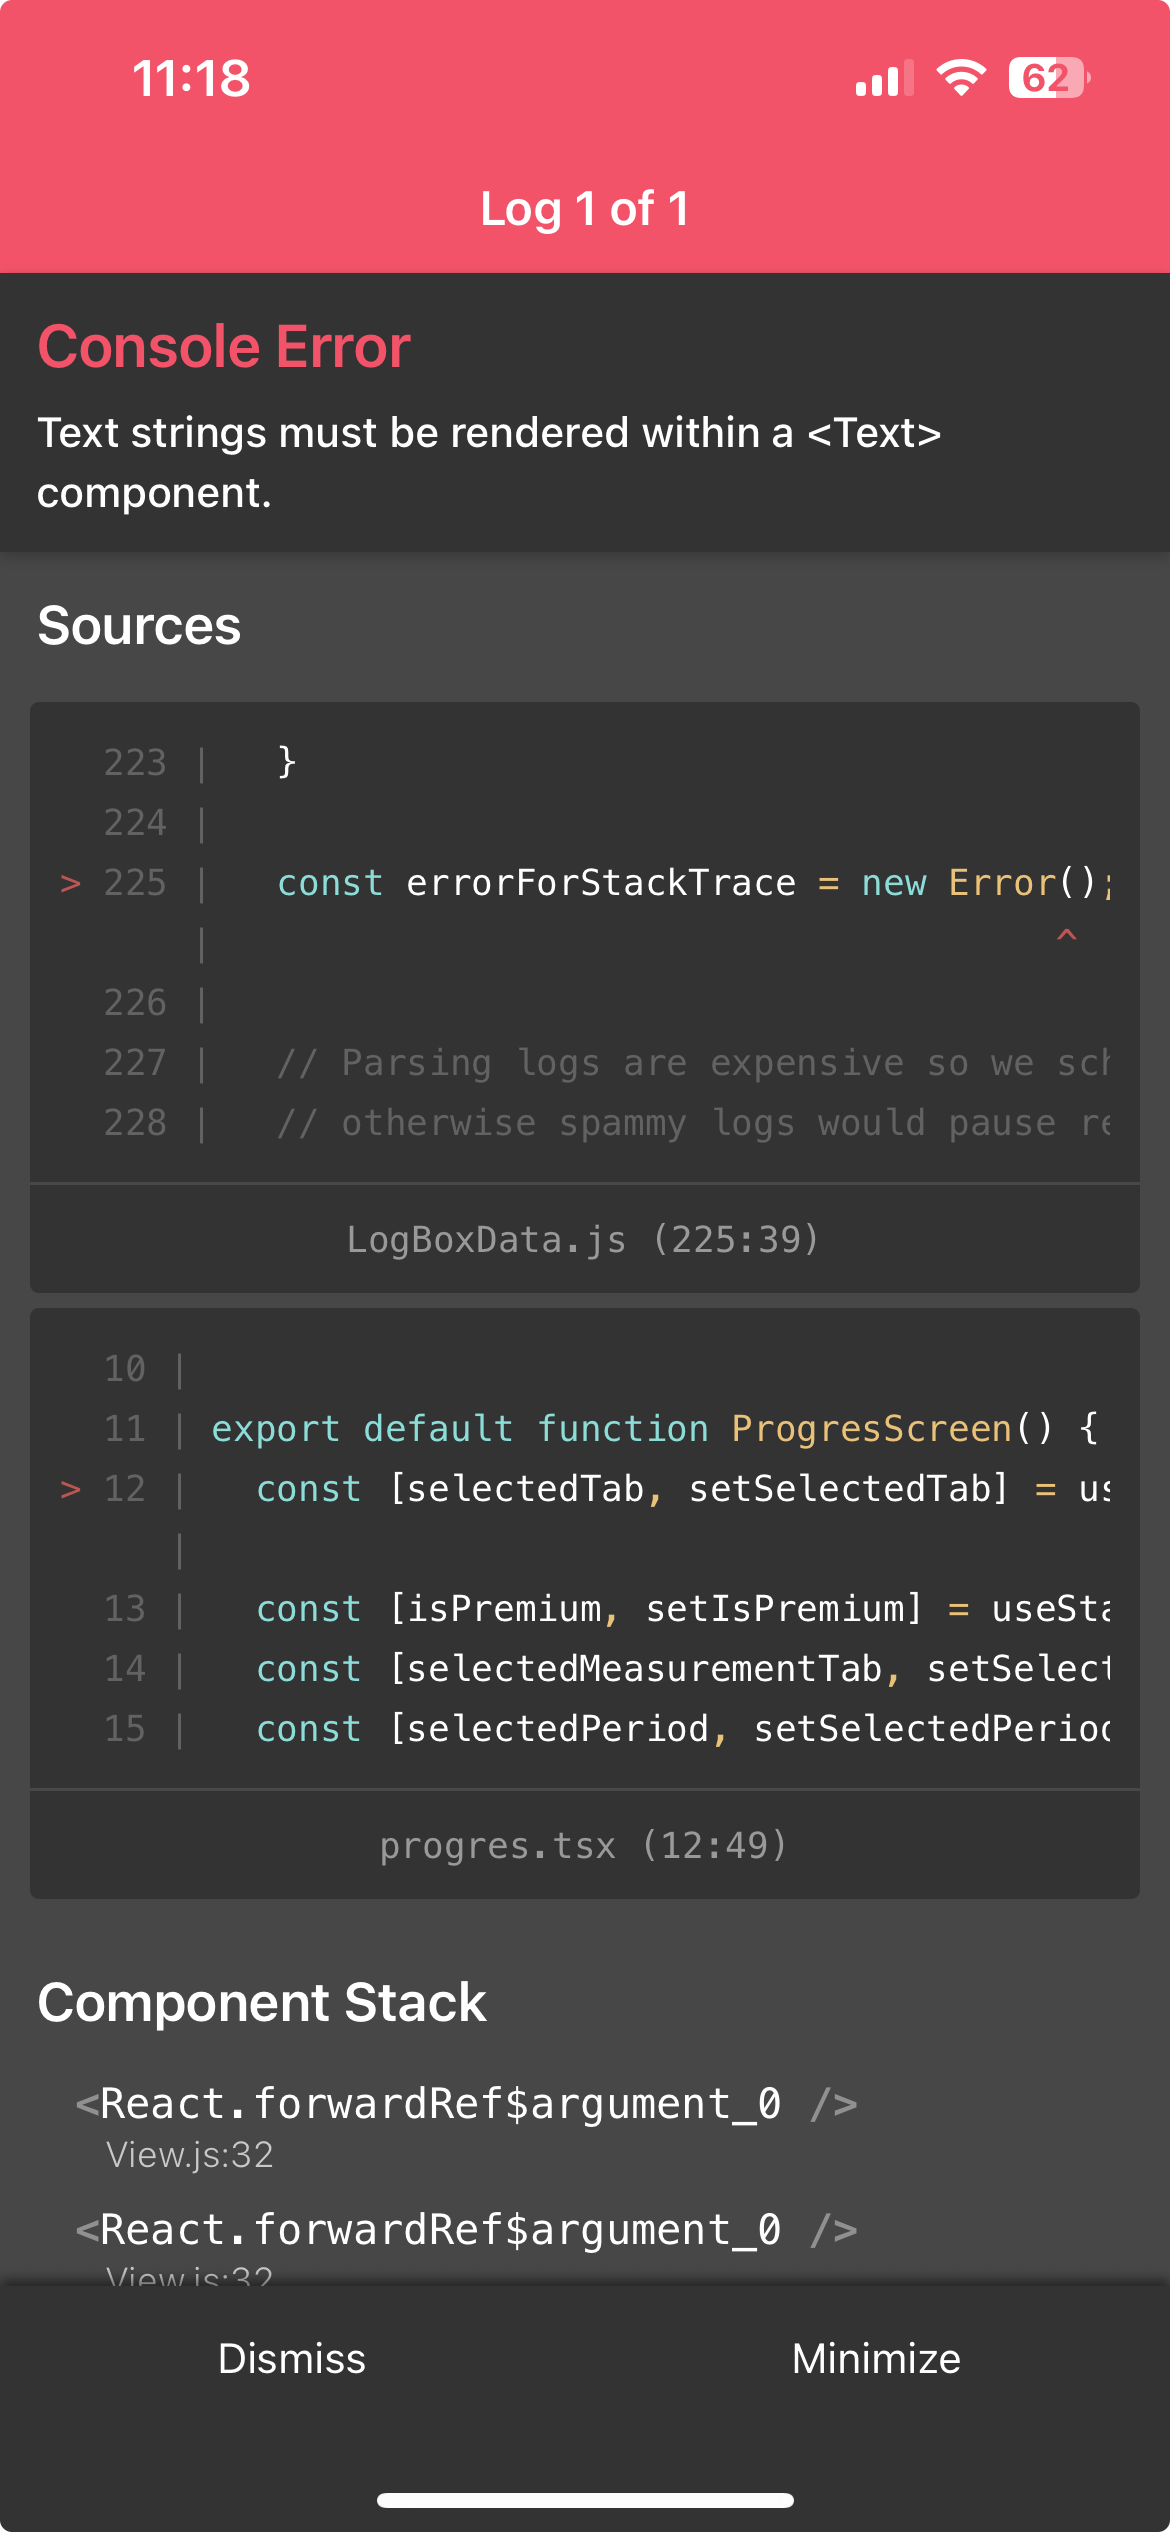 11:18
62
Log 1 of 1
Console Error
Text strings must be rendered within a <Text>
component.
Sources
223 | }
224 |
> 225 | const errorForStackTrace = new Error();
| ^
226 |
227 | // Parsing logs are expensive so we sch
228 | // otherwise spammy logs would pause re
LogBoxData.js (225:39)
10 |
11 | export default function ProgresScreen() {
> 12 | const [selectedTab, setSelectedTab] = us
|
13 | const [isPremium, setIsPremium] = useSta
14 | const [selectedMeasurementTab, setSelect
15 | const [selectedPeriod, setSelectedPeriod
progres.tsx (12:49)
Component Stack
<React.forwardRef$argument_0 />
View.js:32
<React.forwardRef$argument_0 />
View.js:32
Dismiss
Minimize